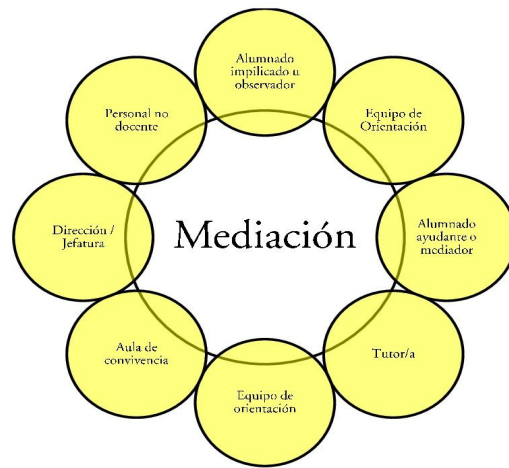 Alumnado
impilicado u
observador
Equipo de
Orientación
Alumnado
ayudante o
mediador
Tutor/a
Equipo de
orientación
Aula de
convivencia
Dirección /
Jefatura
Personal no
docente
Mediación